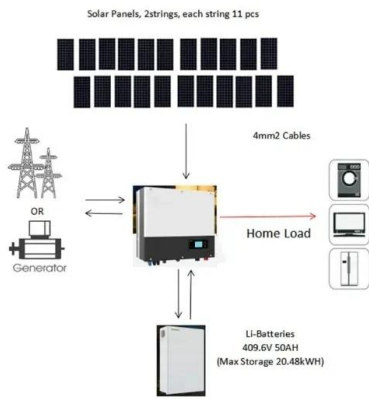 Solar Panels, 2strings, each string 11 pcs
4mm2 Cables
OR
Generator
Home Load
Li-Batteries
409.6V 50AH
(Max Storage 20.48kWH)